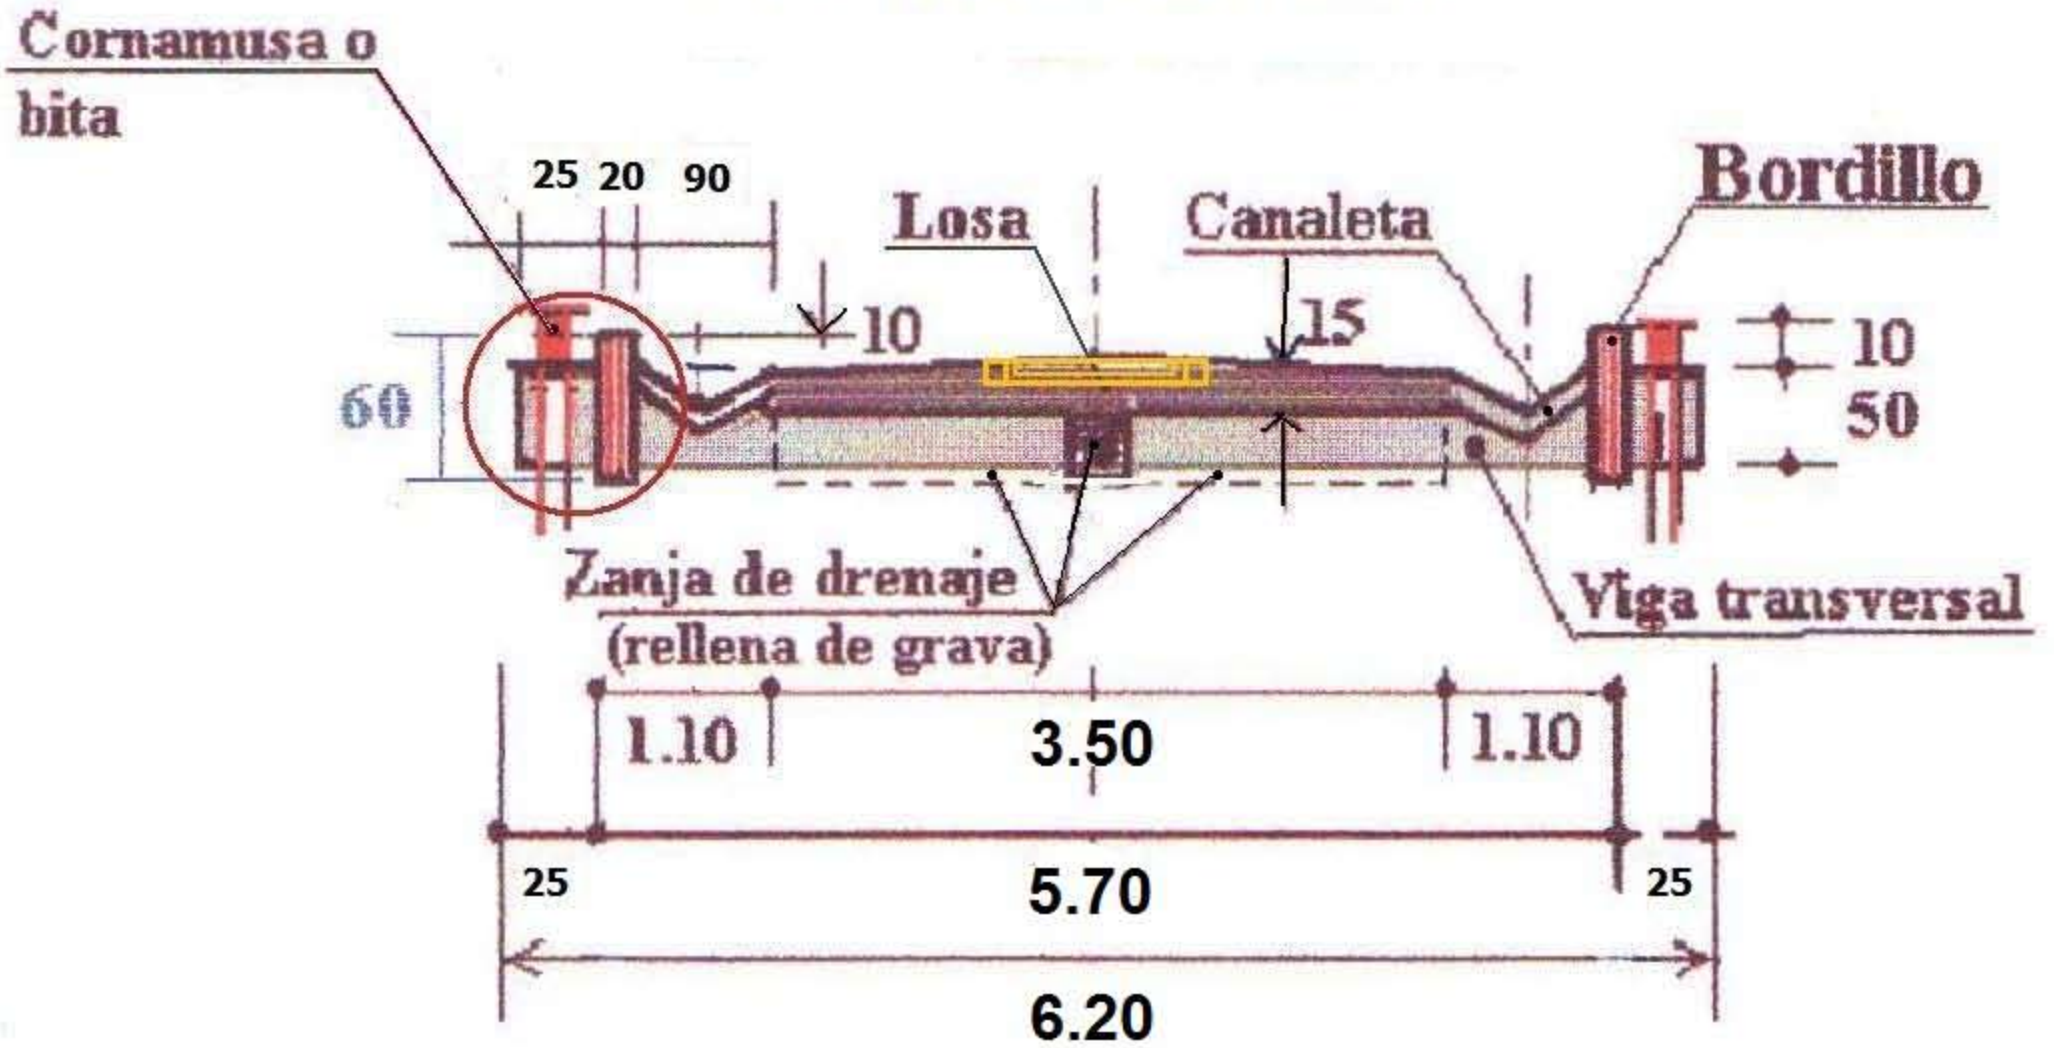 Cornamusa o
bita
25 20 90
Losa
Canaleta
Bordillo
10
15
10
60
50
Zanja de drenaje
(rellena de grava)
Viga transversal
1.10
3.50
1.10
25
5.70
25
6.20